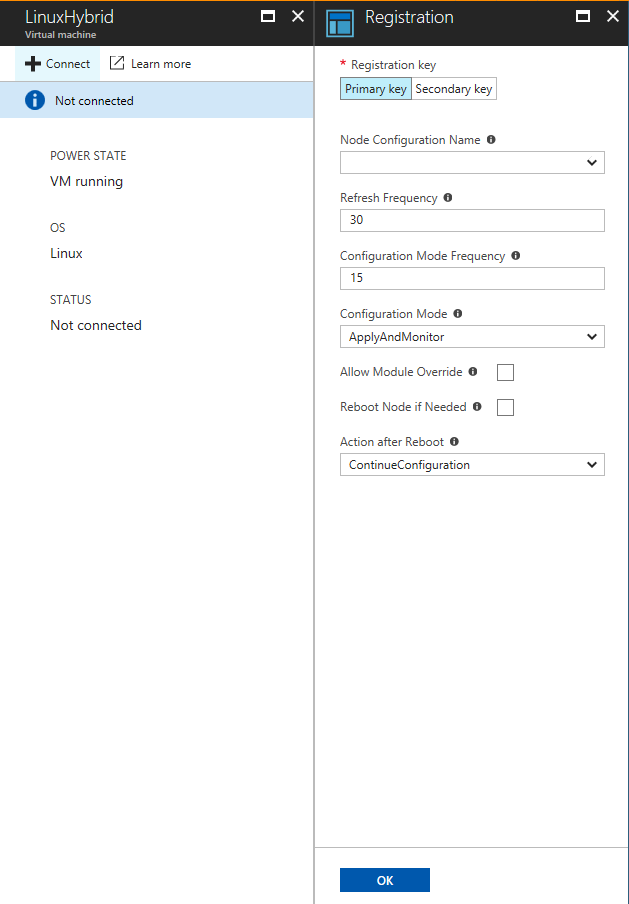 LinuxHybrid
Virtual machine
Connect
Learn more
Not connected
POWER STATE
VM running
OS
Linux
STATUS
Not connected
Registration
* Registration key
Primary key Secondary key
Node Configuration Name
Refresh Frequency
30
Configuration Mode Frequency
15
Configuration Mode
ApplyAndMonitor
Allow Module Override
Reboot Node if Needed
Action after Reboot
ContinueConfiguration
OK